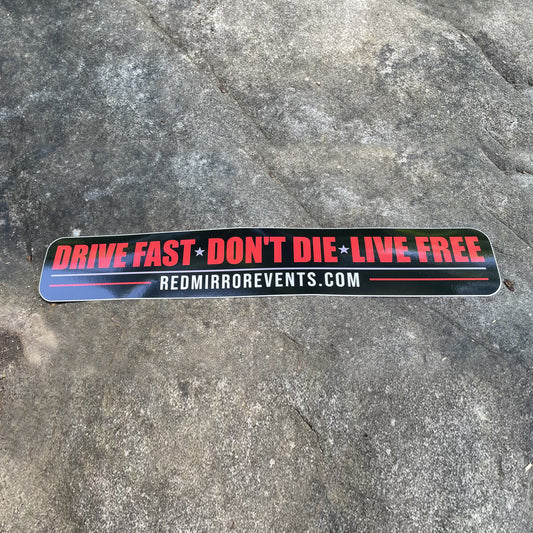 DRIVE FAST ★ DON'T DIE ★ LIVE FREE
REDMIRROREVENTS.COM